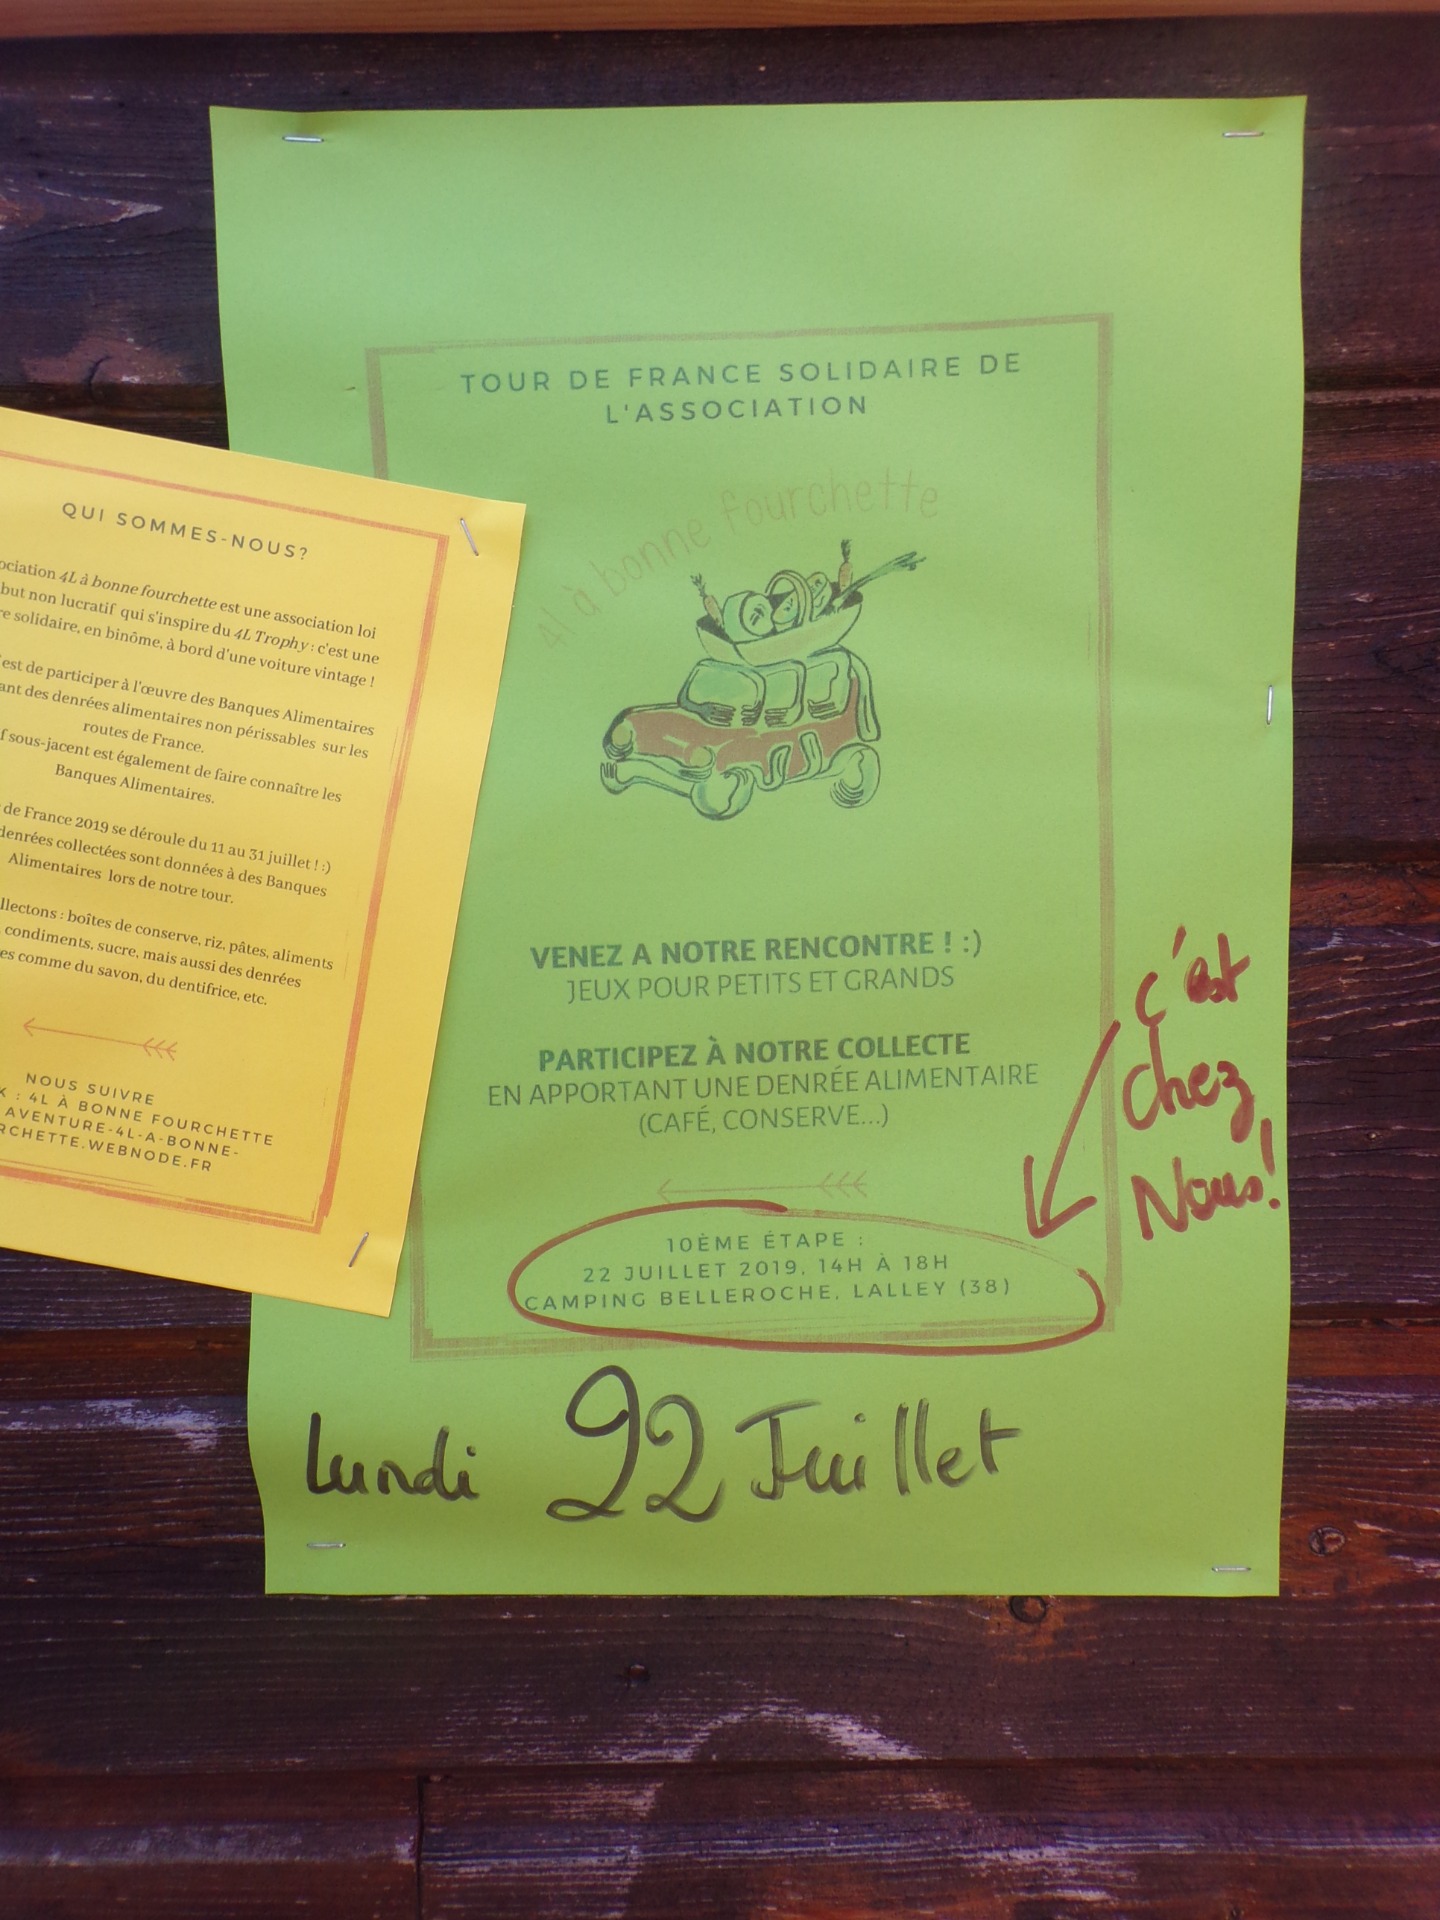 TOUR DE FRANCE SOLIDAIRE DE
L'ASSOCIATION
4l à bonne fourchette
VENEZ A NOTRE RENCONTRE ! :)
JEUX POUR PETITS ET GRANDS
PARTICIPEZ À NOTRE COLLECTE
EN APPORTANT UNE DENRÉE ALIMENTAIRE
(CAFÉ, CONSERVE...)
10ÈME ÉTAPE :
22 JUILLET 2019, 14H À 18H
CAMPING BELLEROCHE, LALLEY (38)
c'est
chez
Nous!
Lundi 22 Juillet
QUI SOMMES-NOUS?
4L à bonne fourchette est une association loi
but non lucratif qui s'inspire du 4L Trophy : c'est une
solidaire, en binôme, à bord d'une voiture vintage !
est de participer à l'œuvre des Banques Alimentaires
des denrées alimentaires non périssables sur les
routes de France.
sous-jacent est également de faire connaître les
Banques Alimentaires.
de France 2019 se déroule du 11 au 31 juillet ! :)
denrées collectées sont données à des Banques
Alimentaires lors de notre tour.
: boîtes de conserve, riz, pâtes, aliments
condiments, sucre, mais aussi des denrées
comme du savon, du dentifrice, etc.
NOUS SUIVRE
: 4L À BONNE FOURCHETTE
AVENTURE-4L-A-BONNE-
RCHETTE.WEBNODE.FR